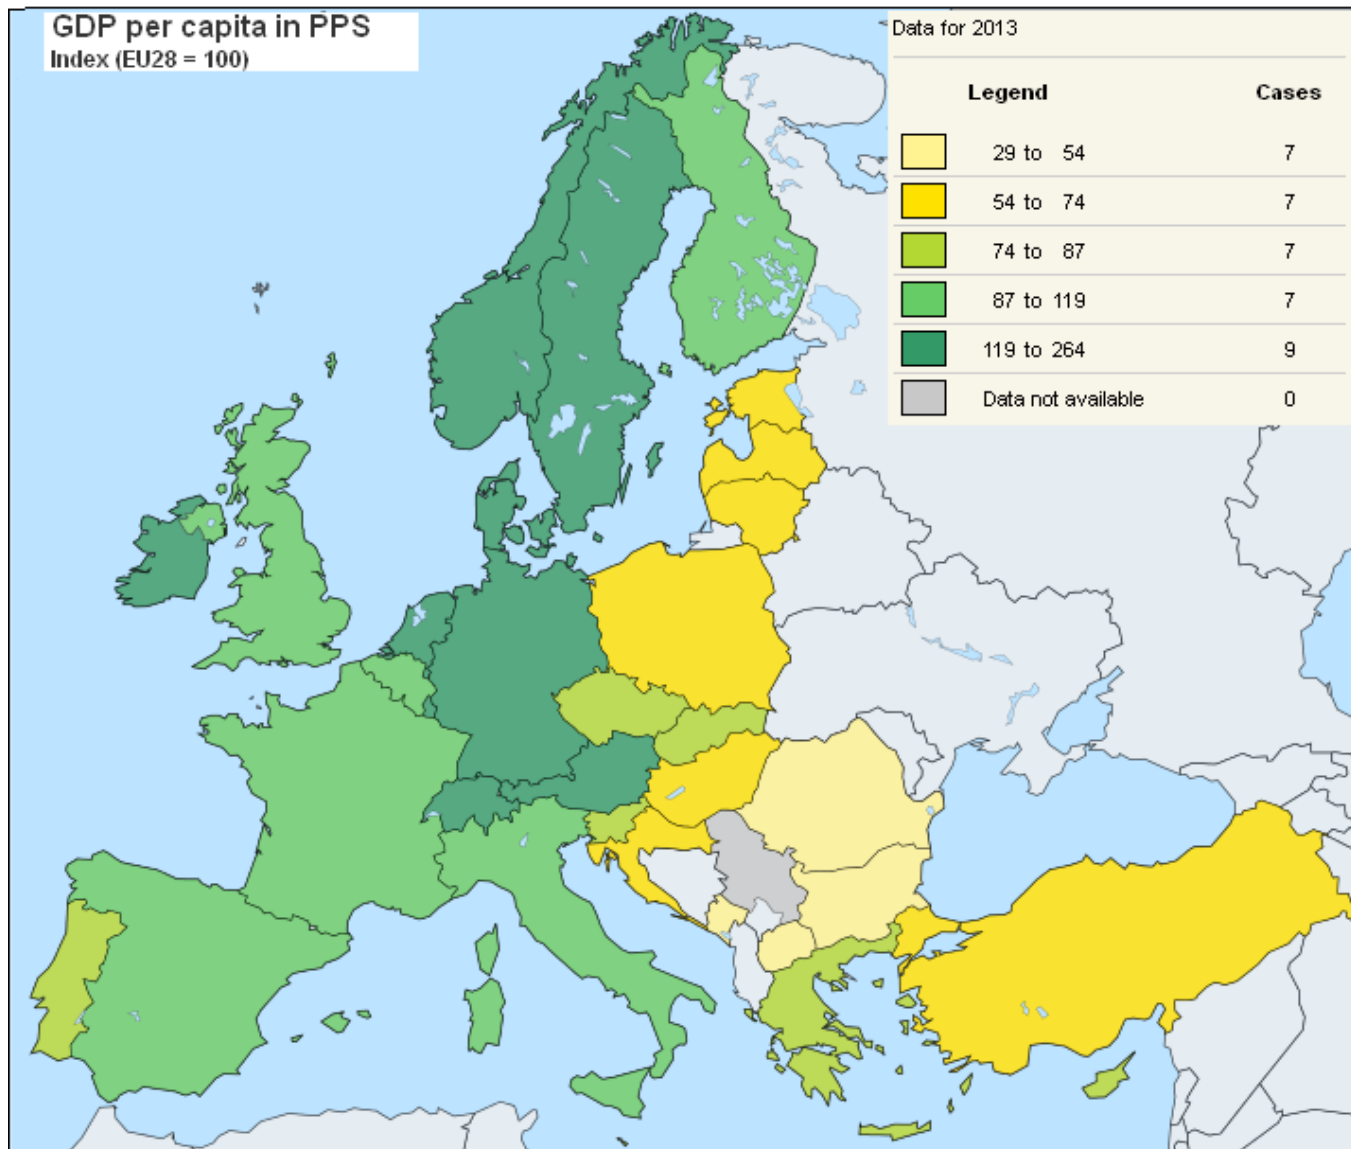 GDP per capita in PPS
Index (EU28 = 100)
Data for 2013
Legend Cases
29 to 54 7
54 to 74 7
74 to 87 7
87 to 119 7
119 to 264 9
Data not available 0